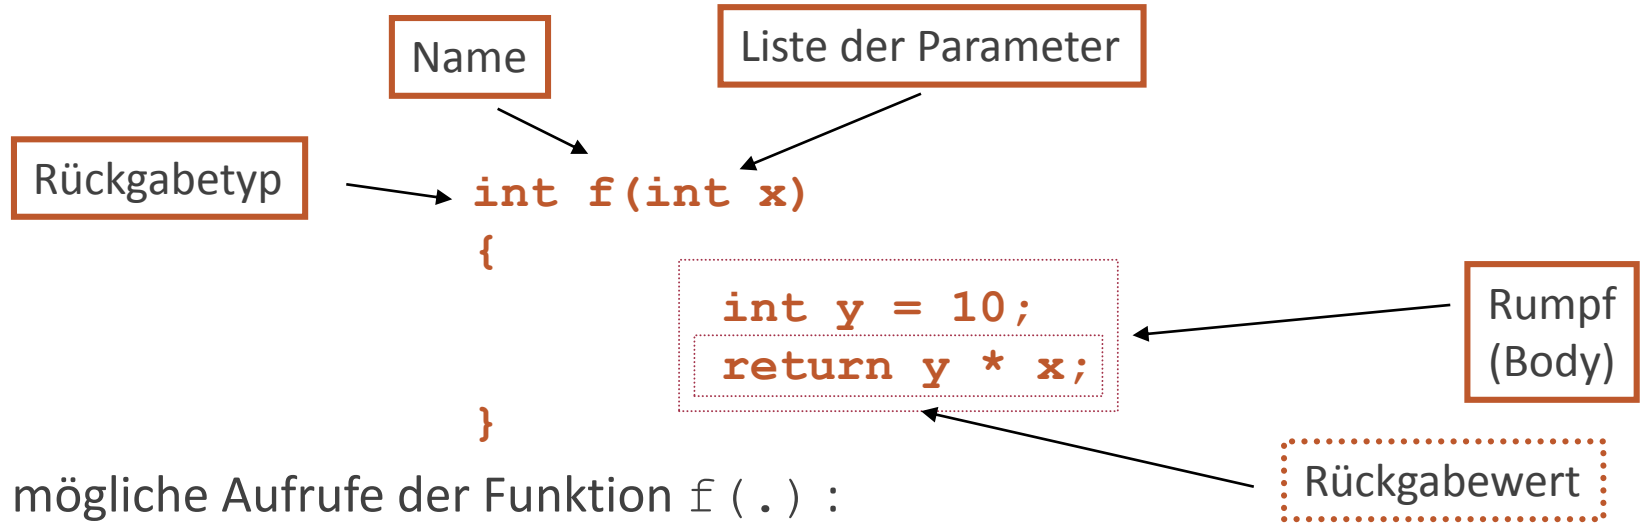 Name
Liste der Parameter
Rückgabetyp
int f(int x)
{
int y = 10;
return y * x;
}
Rumpf
(Body)
Rückgabewert
mögliche Aufrufe der Funktion f(.):